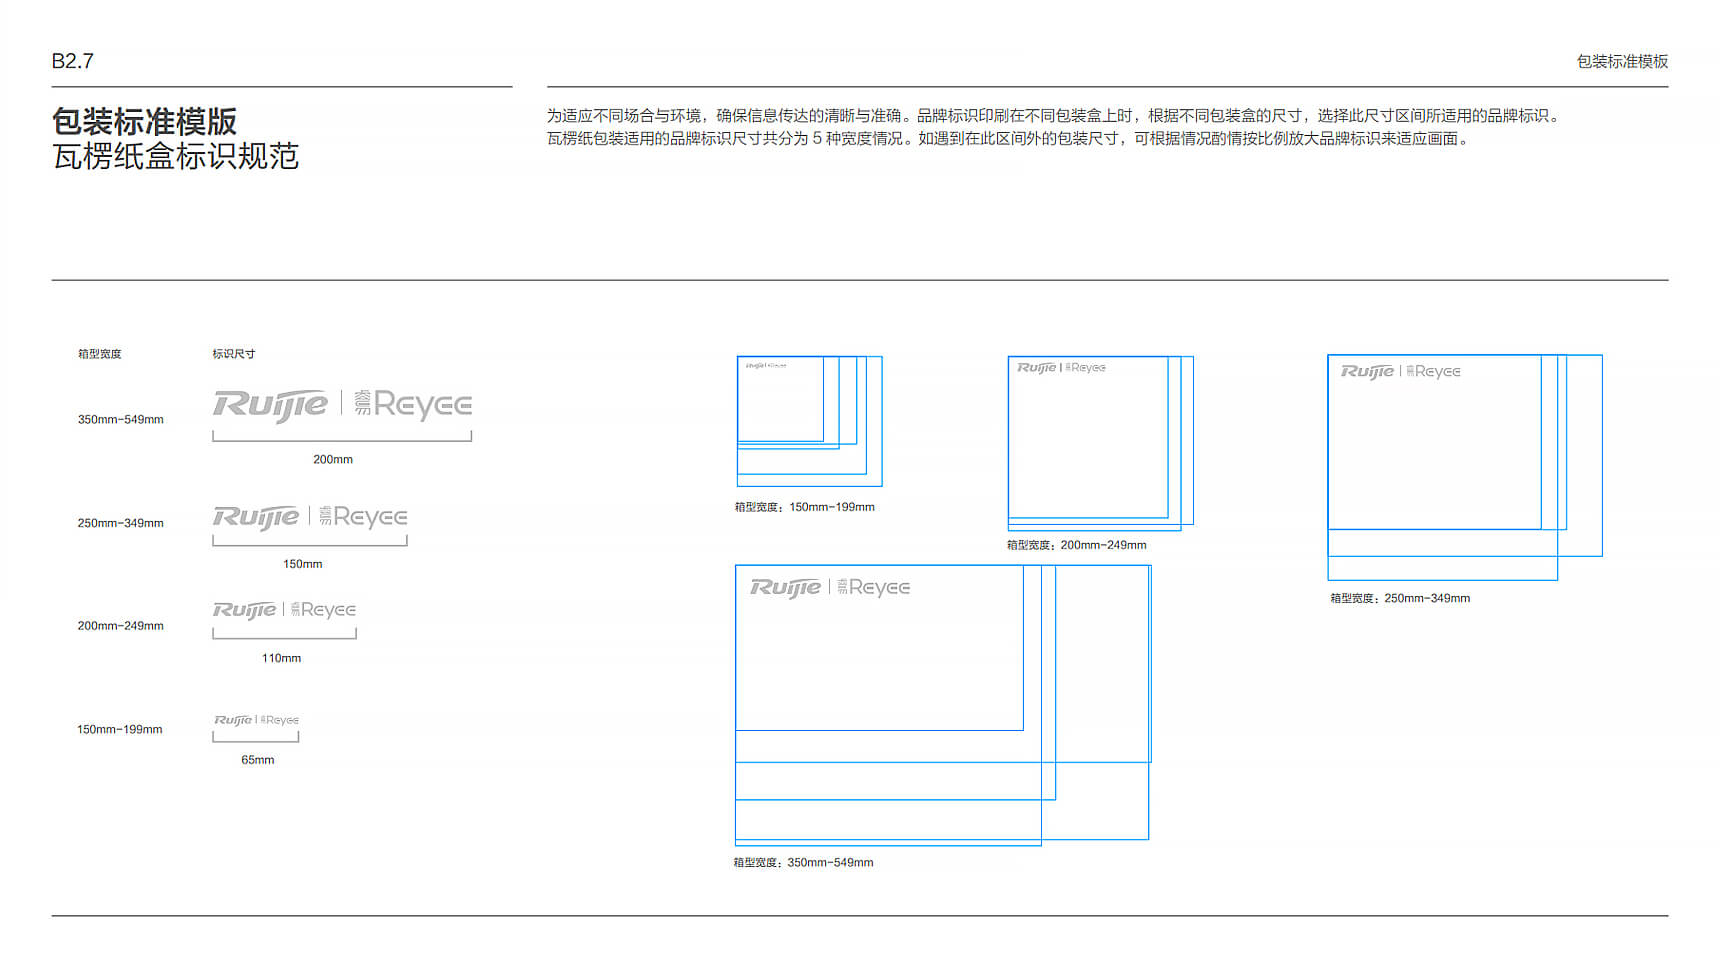 B2.7
包装标准模板
包装标准模版
瓦楞纸盒标识规范
为适应不同场合与环境，确保信息传达的清晰与准确。品牌标识印刷在不同包装盒上时，根据不同包装盒的尺寸，选择此尺寸区间所适用的品牌标识。
瓦楞纸包装适用的品牌标识尺寸共分为 5 种宽度情况。如遇到在此区间外的包装尺寸，可根据情况酌情按比例放大品牌标识来适应画面。
箱型宽度
标识尺寸
350mm-549mm
Ruijie | 睿易 Reyee
200mm
250mm-349mm
Ruijie | 睿易 Reyee
150mm
200mm-249mm
Ruijie | 睿易 Reyee
110mm
150mm-199mm
Ruijie | 睿易 Reyee
65mm
Ruijie | 睿易 Reyee
箱型宽度：150mm-199mm
Ruijie | 睿易 Reyee
箱型宽度：200mm-249mm
Ruijie | 睿易 Reyee
箱型宽度：250mm-349mm
Ruijie | 睿易 Reyee
箱型宽度：350mm-549mm